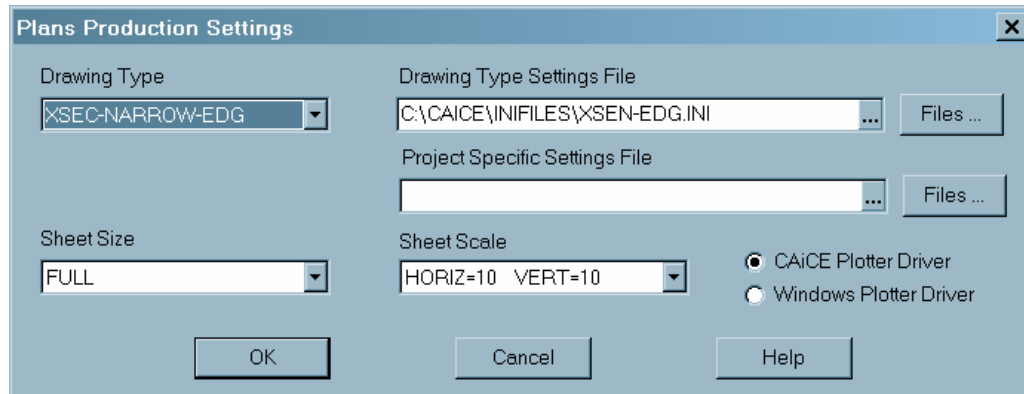 Plans Production Settings
Drawing Type
XSEC-NARROW-EDG
Drawing Type Settings File
C:\CAICE\INIFILES\XSEN-EDG.INI
...
Files ...
Project Specific Settings File
...
Files ...
Sheet Size
FULL
Sheet Scale
HORIZ=10 VERT=10
CAiCE Plotter Driver
Windows Plotter Driver
OK
Cancel
Help